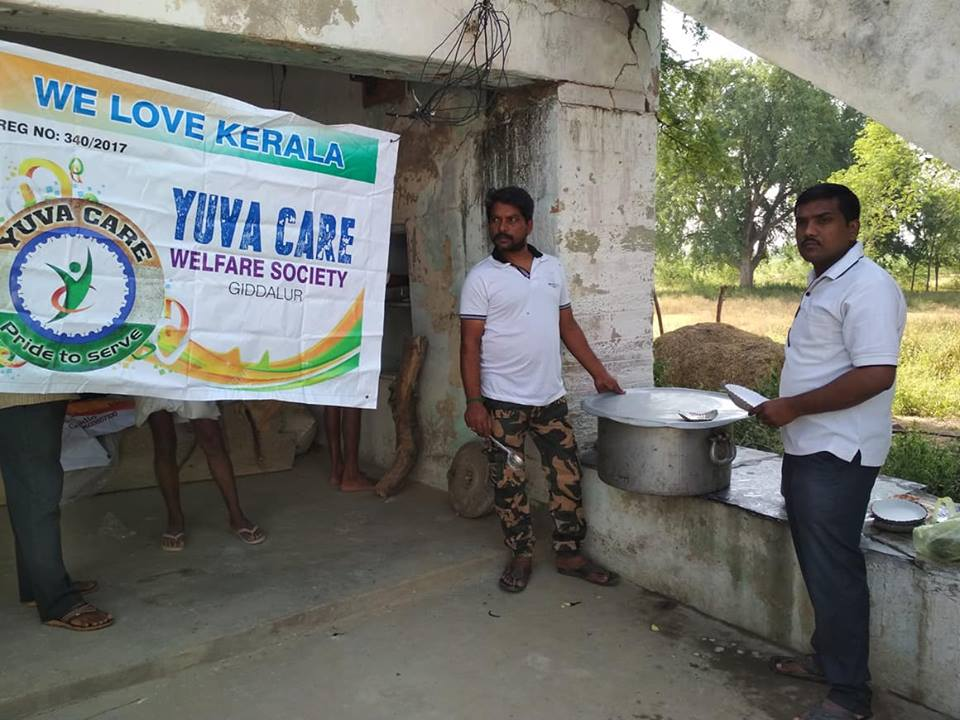 WE LOVE KERALA
REG NO: 340/2017
YUVA CARE
Pride to serve
YUVA CARE
WELFARE SOCIETY
GIDDALUR